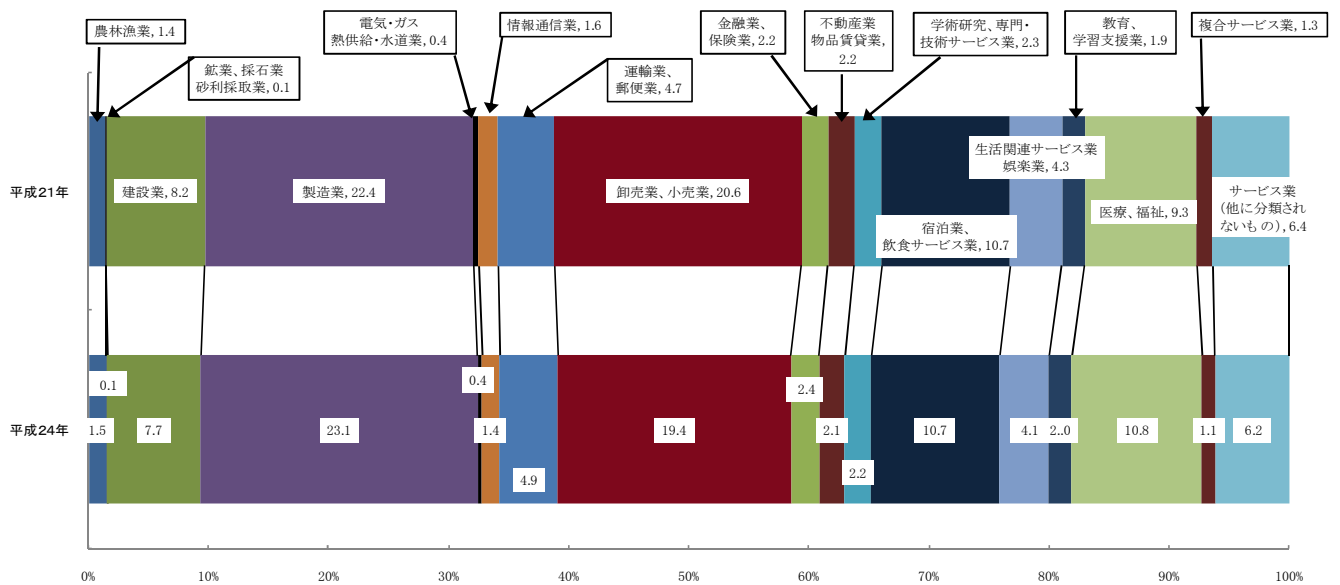 農林漁業, 1.4
鉱業、採石業
砂利採取業, 0.1
電気・ガス
熱供給・水道業, 0.4
情報通信業, 1.6
運輸業、
郵便業, 4.7
金融業、
保険業, 2.2
不動産業
物品賃貸業,
2.2
学術研究、専門・
技術サービス業, 2.3
教育、
学習支援業, 1.9
複合サービス業, 1.3
平成21年
建設業, 8.2
製造業, 22.4
卸売業、小売業, 20.6
宿泊業、
飲食サービス業, 10.7
生活関連サービス業
娯楽業, 4.3
医療、福祉, 9.3
サービス業
(他に分類され
ないもの), 6.4
平成24年
1.5
0.1
7.7
23.1
0.4
1.4
4.9
19.4
2.4
2.1
2.2
10.7
4.1
2..0
10.8
1.1
6.2
0%
10%
20%
30%
40%
50%
60%
70%
80%
90%
100%